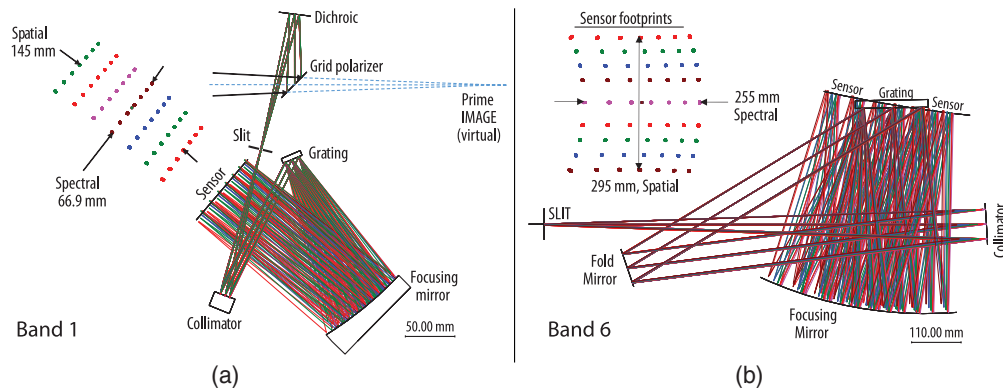 Spatial
145 mm
Spectral
66.9 mm
Dichroic
Grid polarizer
Prime
IMAGE
(virtual)
Slit
Grating
Sensor
Collimator
Focusing
mirror
50.00 mm
Band 1
(a)
Sensor footprints
255 mm
Spectral
295 mm, Spatial
Sensor
Grating
Sensor
SLIT
Fold
Mirror
Collimator
Focusing
Mirror
110.00 mm
Band 6
(b)